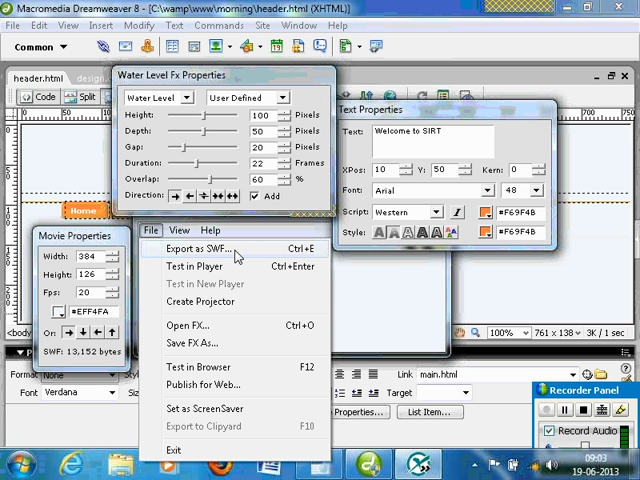 Macromedia Dreamweaver 8 - [C:\wamp\www\morning\header.html (XHTML)]
File Edit View Insert Modify Text Commands Site Window Help
Common
header.html
Code Split
Water Level Fx Properties
Water Level User Defined
Height: 100 Pixels
Depth: 50 Pixels
Gap: 20 Pixels
Duration: 22 Frames
Overlap: 60 %
Direction: Add
Text Properties
Text: Welcome to SIRT
XPos: 10 Y: 50 Kern: 0
Font: Arial 48
Script: Western I #F69F4B
Style: A A A A A A #F69F4B
Home
Movie Properties
Width: 384
Height: 126
Fps: 20
#EFF4FA
Or:
SWF: 13,152 bytes
File View Help
Export as SWF... Ctrl+E
Test in Player Ctrl+Enter
Test in New Player
Create Projector
Open FX... Ctrl+O
Save FX As...
Test in Browser F12
Publish for Web...
Set as ScreenSaver
Export to Clipyard F10
Exit
100% 761 x 138 3K / 1 sec
Format None
Font Verdana
Link main.html
Target
List Item...
Recorder Panel
Record Audio
09:03
19-06-2013